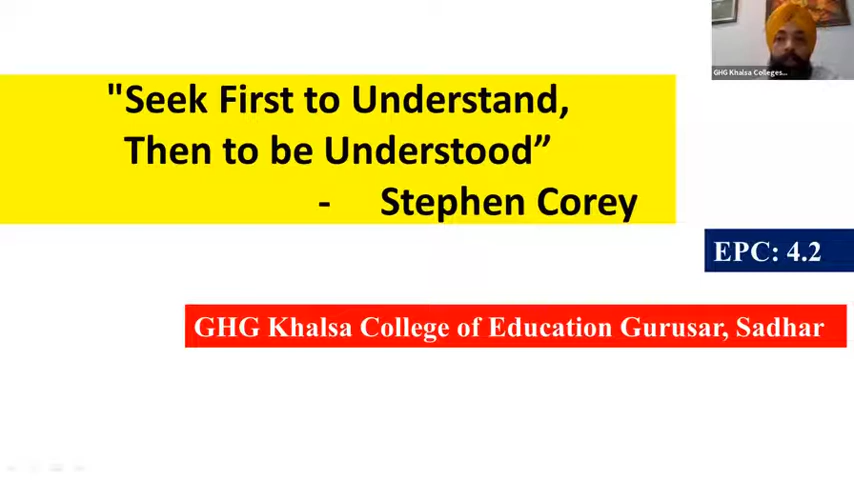 GHG Khalsa Colleges...
"Seek First to Understand,
Then to be Understood”
- Stephen Corey
EPC: 4.2
GHG Khalsa College of Education Gurusar, Sadhar